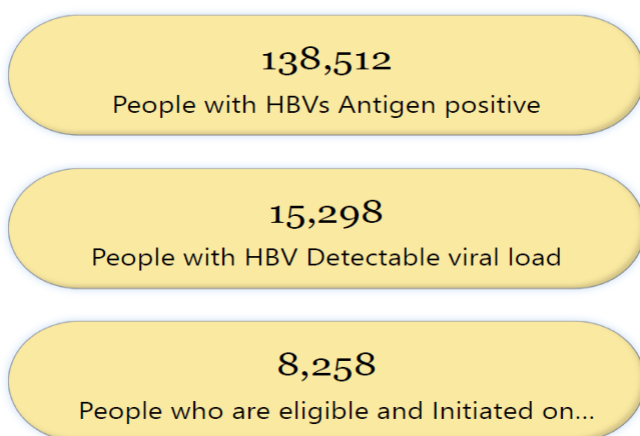 138,512
People with HBVs Antigen positive
15,298
People with HBV Detectable viral load
8,258
People who are eligible and Initiated on...